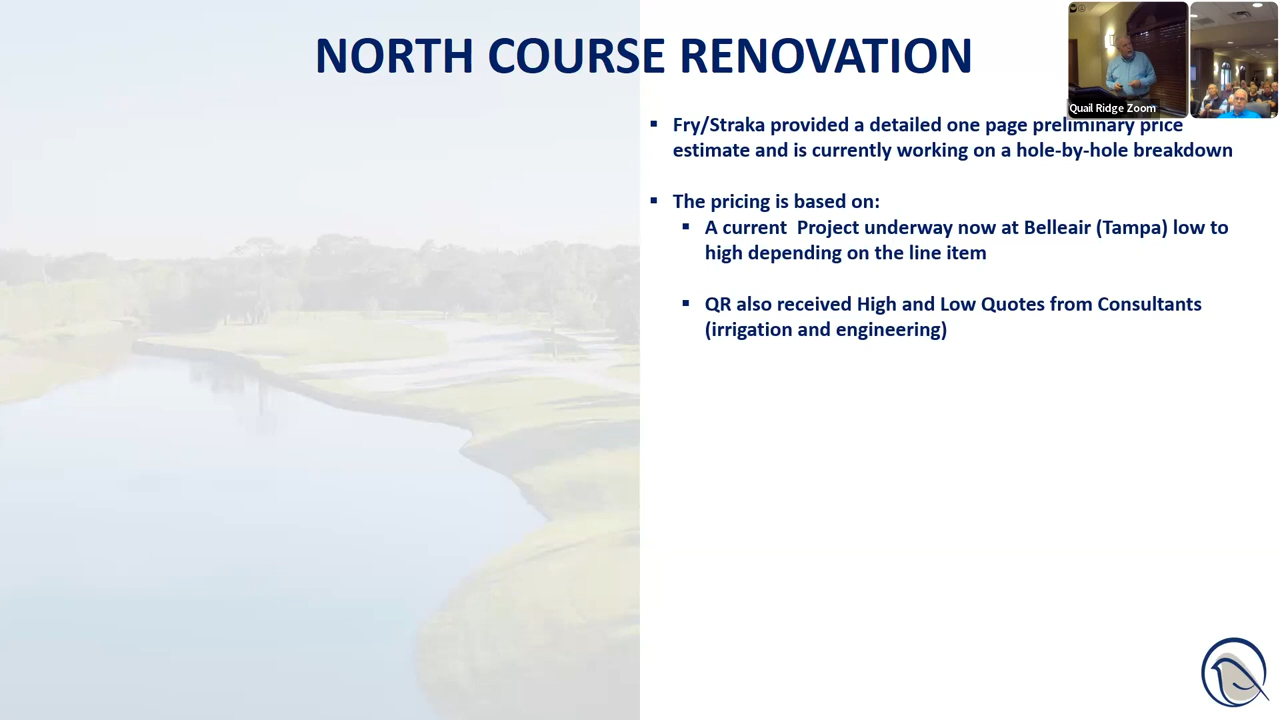 NORTH COURSE RENOVATION
Quail Ridge Zoom
▪ Fry/Straka provided a detailed one page preliminary price
estimate and is currently working on a hole-by-hole breakdown
▪ The pricing is based on:
▪ A current  Project underway now at Belleair (Tampa) low to
high depending on the line item
▪ QR also received High and Low Quotes from Consultants
(irrigation and engineering)